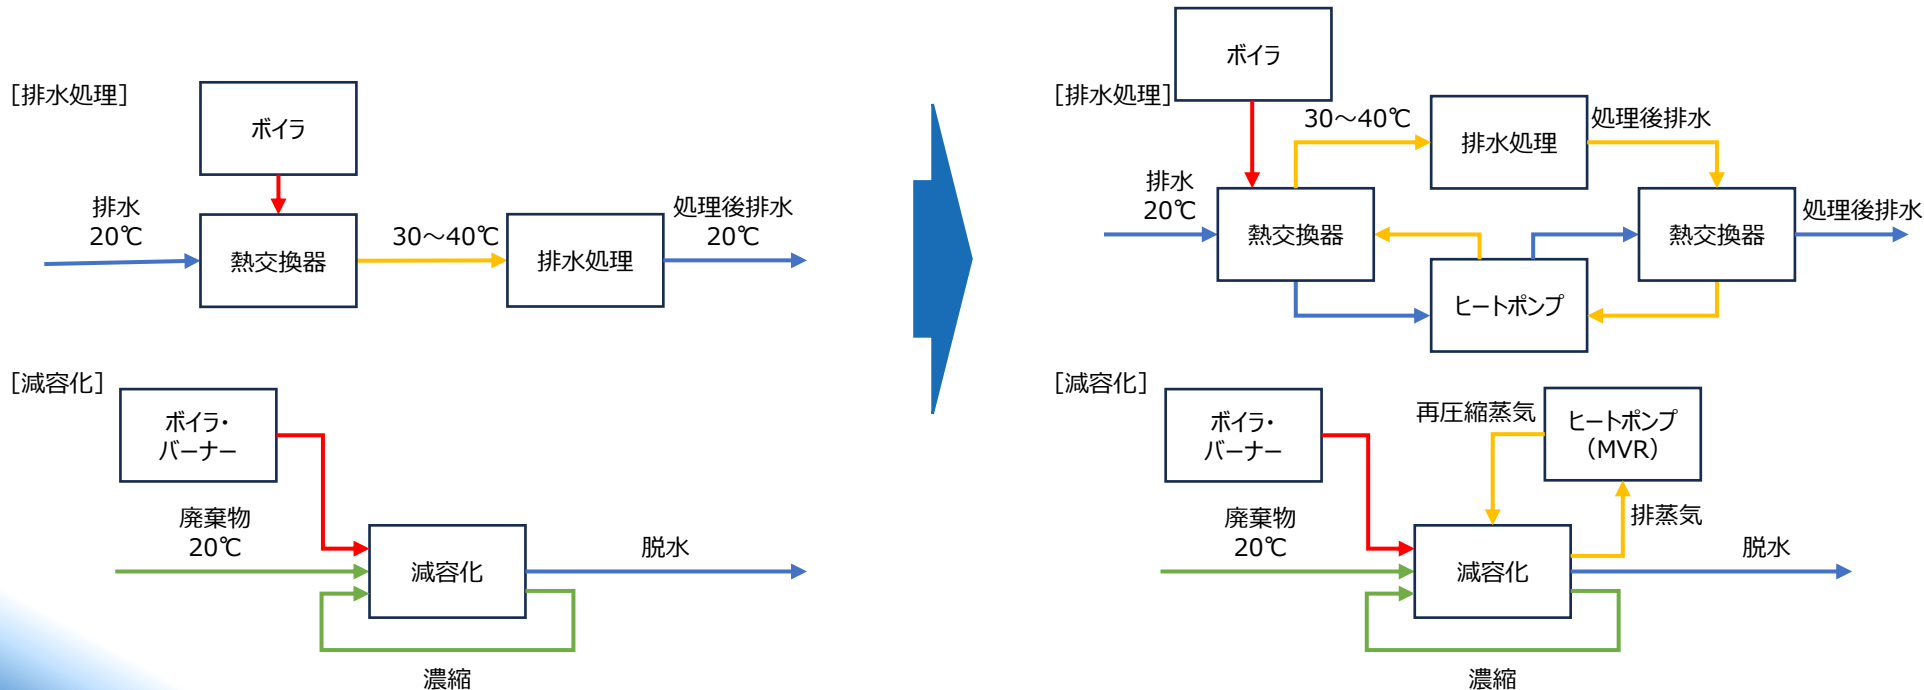 [排水処理]
ボイラ
排水
20℃
熱交換器
30～40℃
排水処理
処理後排水
20℃
[減容化]
ボイラ・
バーナー
廃棄物
20℃
減容化
脱水
濃縮
[排水処理]
ボイラ
30～40℃
排水処理
処理後排水
排水
20℃
熱交換器
熱交換器
処理後排水
ヒートポンプ
[減容化]
ボイラ・
バーナー
再圧縮蒸気
ヒートポンプ
（MVR）
廃棄物
20℃
排蒸気
減容化
脱水
濃縮